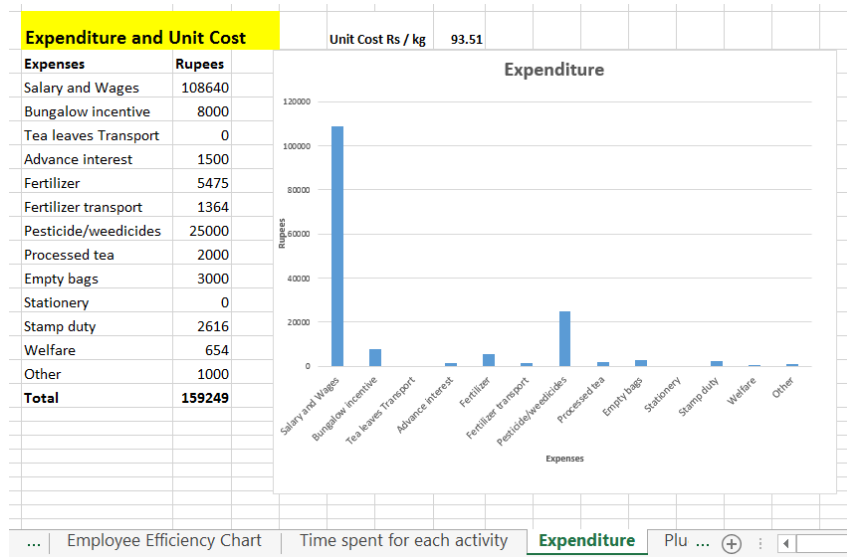 Expenditure and Unit Cost
Unit Cost Rs / kg 93.51
Expenses Rupees
Salary and Wages 108640
Bungalow incentive 8000
Tea leaves Transport 0
Advance interest 1500
Fertilizer 5475
Fertilizer transport 1364
Pesticide/weedicides 25000
Processed tea 2000
Empty bags 3000
Stationery 0
Stamp duty 2616
Welfare 654
Other 1000
Total 159249
Expenditure
120000
100000
80000
60000
40000
20000
0
Rupees
Salary and Wages
Bungalow incentive
Tea leaves Transport
Advance interest
Fertilizer
Fertilizer transport
Pesticide/weedicides
Processed tea
Empty bags
Stationery
Stamp duty
Welfare
Other
Expenses
... Employee Efficiency Chart Time spent for each activity Expenditure Plu ...